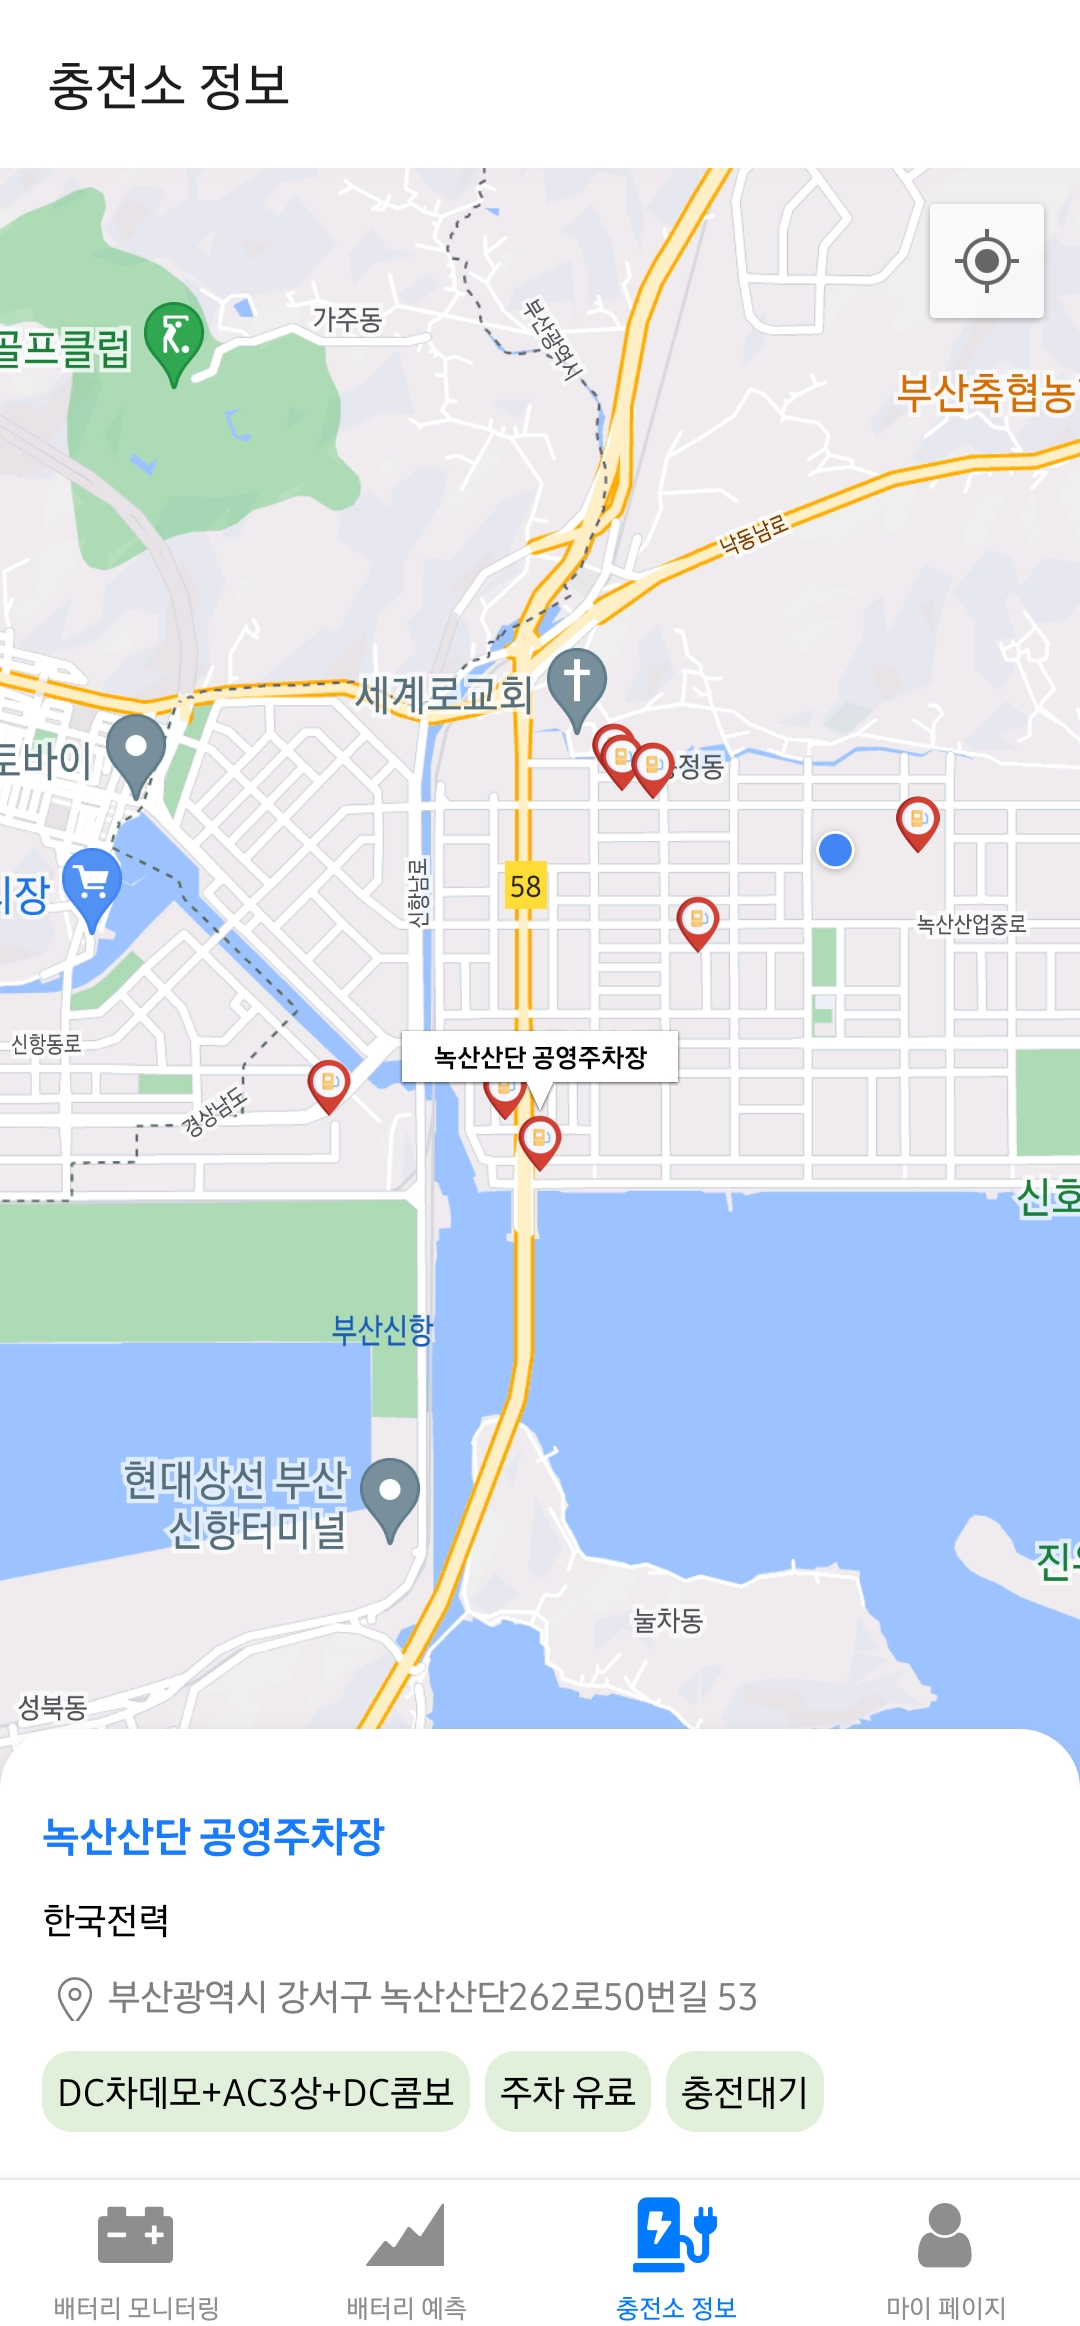 충전소 정보
가주동
부산광역시
골프클럽
부산축협농
낙동남로
세계로교회
토바이
정동
58
신항남로
녹산산업중로
신항동로
녹산산단 공영주차장
경상남도
신호
부산신항
현대상선 부산
신항터미널
눌차동
성북동
녹산산단 공영주차장
한국전력
부산광역시 강서구 녹산산단262로50번길 53
DC차데모+AC3상+DC콤보 주차 유료 충전대기
배터리 모니터링 배터리 예측 충전소 정보 마이 페이지